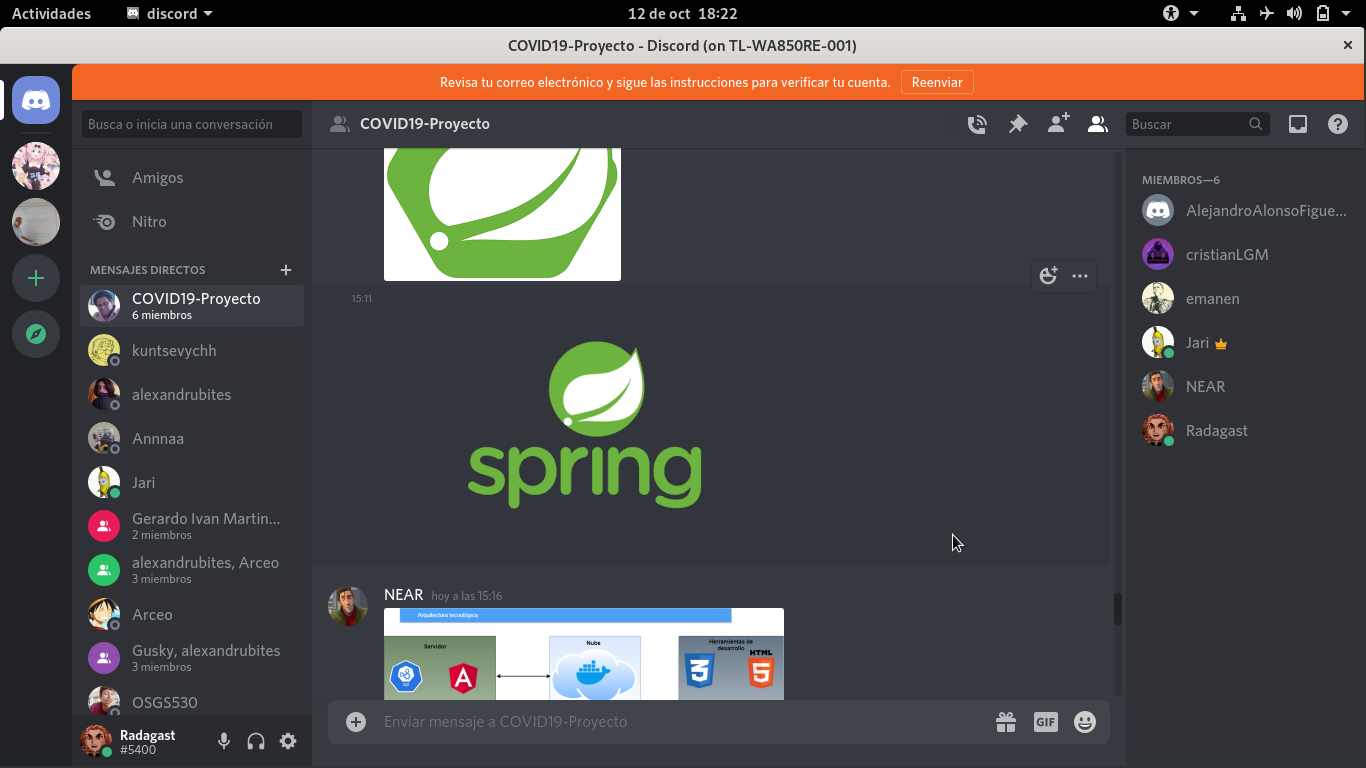 Actividades
discord
12 de oct 18:22
COVID19-Proyecto - Discord (on TL-WA850RE-001)
Revisa tu correo electrónico y sigue las instrucciones para verificar tu cuenta.
Reenviar
Busca o inicia una conversación
Amigos
Nitro
MENSAJES DIRECTOS
COVID19-Proyecto
6 miembros
kuntsevychh
alexandrubites
Annnaa
Jari
Gerardo Ivan Martin...
2 miembros
alexandrubites, Arceo
3 miembros
Arceo
Gusky, alexandrubites
3 miembros
OSGS530
Radagast
#5400
COVID19-Proyecto
Buscar
15:11
spring
NEAR hoy a las 15:16
Arquitectura tecnológica
Servidor
Nube
Herramientas de
desarrollo
HTML
Enviar mensaje a COVID19-Proyecto
GIF
MIEMBROS—6
AlejandroAlonsoFigue...
cristianLGM
emanen
Jari
NEAR
Radagast